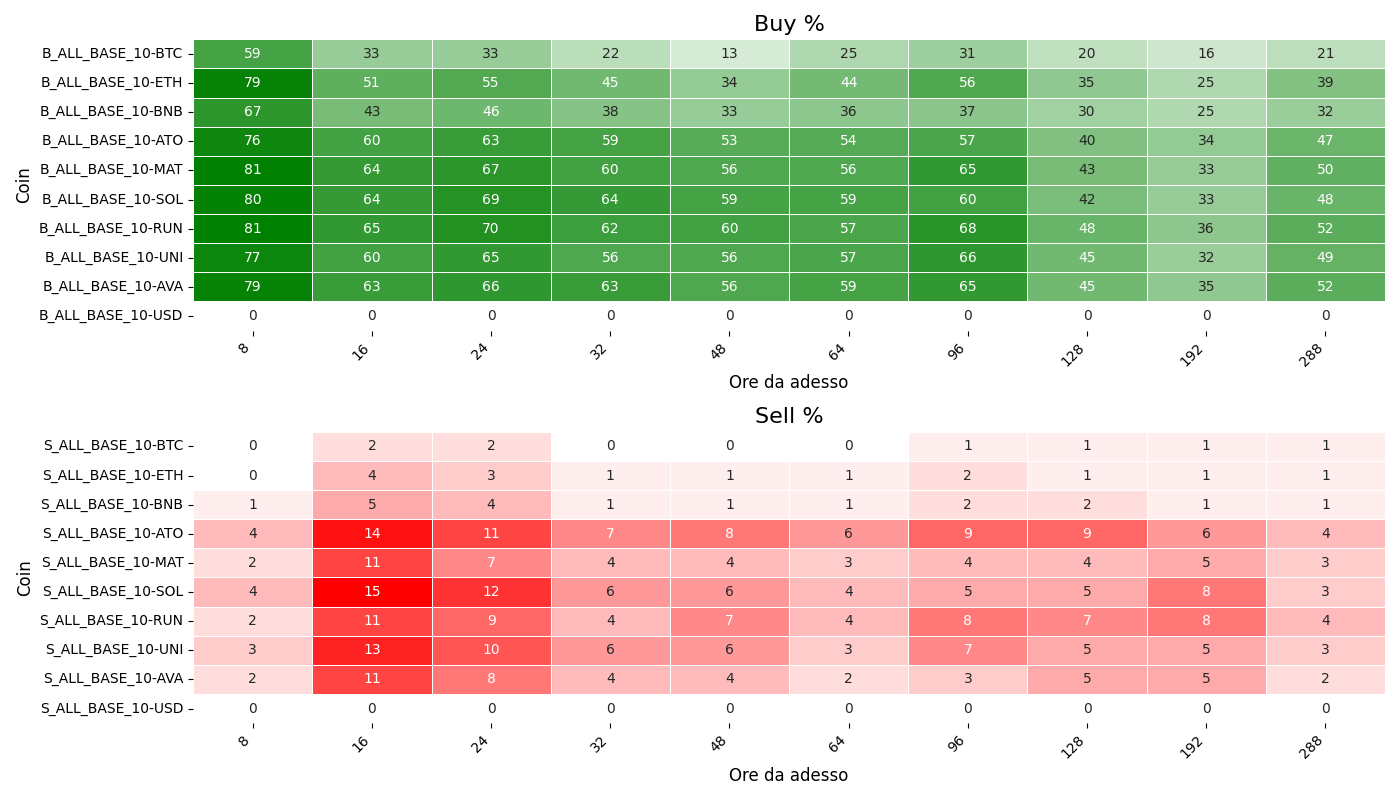 Buy %
Coin
B_ALL_BASE_10-BTC 59 33 33 22 13 25 31 20 16 21
B_ALL_BASE_10-ETH 79 51 55 45 34 44 56 35 25 39
B_ALL_BASE_10-BNB 67 43 46 38 33 36 37 30 25 32
B_ALL_BASE_10-ATO 76 60 63 59 53 54 57 40 34 47
B_ALL_BASE_10-MAT 81 64 67 60 56 56 65 43 33 50
B_ALL_BASE_10-SOL 80 64 69 64 59 59 60 42 33 48
B_ALL_BASE_10-RUN 81 65 70 62 60 57 68 48 36 52
B_ALL_BASE_10-UNI 77 60 65 56 56 57 66 45 32 49
B_ALL_BASE_10-AVA 79 63 66 63 56 59 65 45 35 52
B_ALL_BASE_10-USD 0 0 0 0 0 0 0 0 0 0
8 16 24 32 48 64 96 128 192 288
Ore da adesso
Sell %
Coin
S_ALL_BASE_10-BTC 0 2 2 0 0 0 1 1 1 1
S_ALL_BASE_10-ETH 0 4 3 1 1 1 2 1 1 1
S_ALL_BASE_10-BNB 1 5 4 1 1 1 2 2 1 1
S_ALL_BASE_10-ATO 4 14 11 7 8 6 9 9 6 4
S_ALL_BASE_10-MAT 2 11 7 4 4 3 4 4 5 3
S_ALL_BASE_10-SOL 4 15 12 6 6 4 5 5 8 3
S_ALL_BASE_10-RUN 2 11 9 4 7 4 8 7 8 4
S_ALL_BASE_10-UNI 3 13 10 6 6 3 7 5 5 3
S_ALL_BASE_10-AVA 2 11 8 4 4 2 3 5 5 2
S_ALL_BASE_10-USD 0 0 0 0 0 0 0 0 0 0
8 16 24 32 48 64 96 128 192 288
Ore da adesso